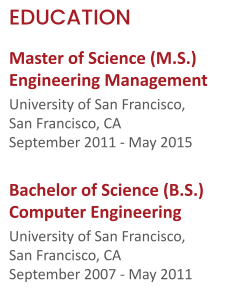 EDUCATION
Master of Science (M.S.)
Engineering Management
University of San Francisco,
San Francisco, CA
September 2011 - May 2015
Bachelor of Science (B.S.)
Computer Engineering
University of San Francisco,
San Francisco, CA
September 2007 - May 2011